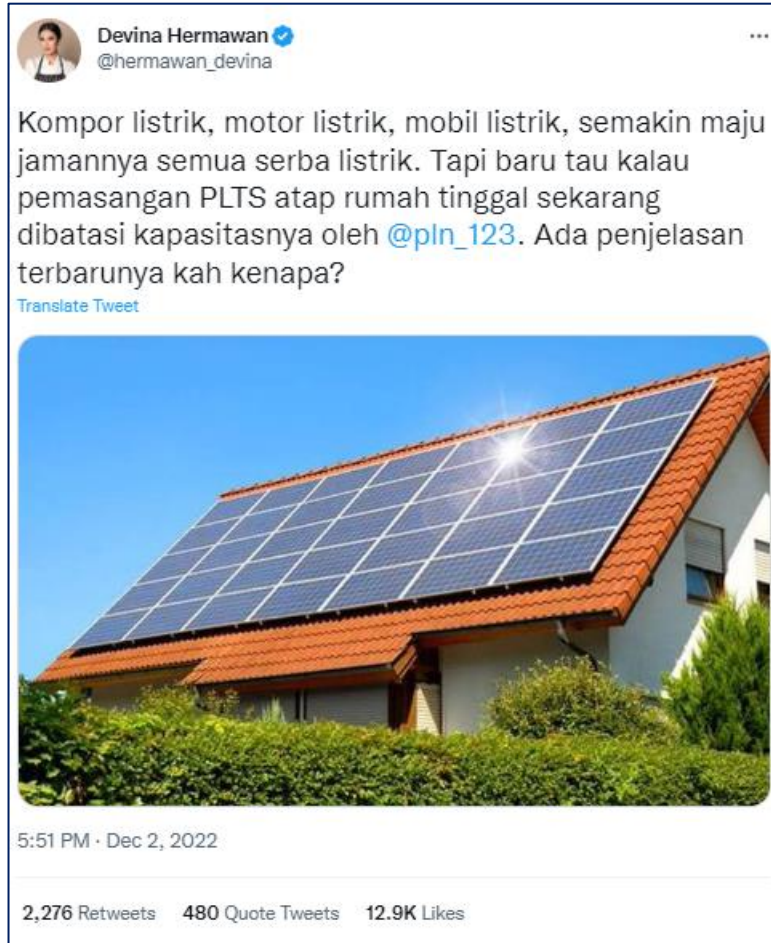 Devina Hermawan
@hermawan_devina
Kompor listrik, motor listrik, mobil listrik, semakin maju
jamannya semua serba listrik. Tapi baru tau kalau
pemasangan PLTS atap rumah tinggal sekarang
dibatasi kapasitasnya oleh @pln_123. Ada penjelasan
terbarunya kah kenapa?
Translate Tweet
5:51 PM · Dec 2, 2022
2,276 Retweets 480 Quote Tweets 12.9K Likes